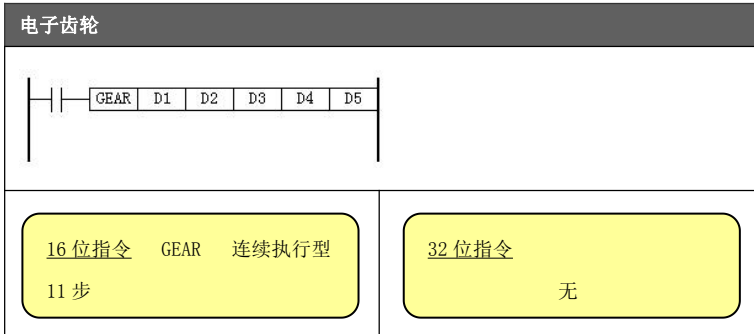 电子齿轮
GEAR D1 D2 D3 D4 D5
16 位指令 GEAR 连续执行型
11 步
32 位指令
无